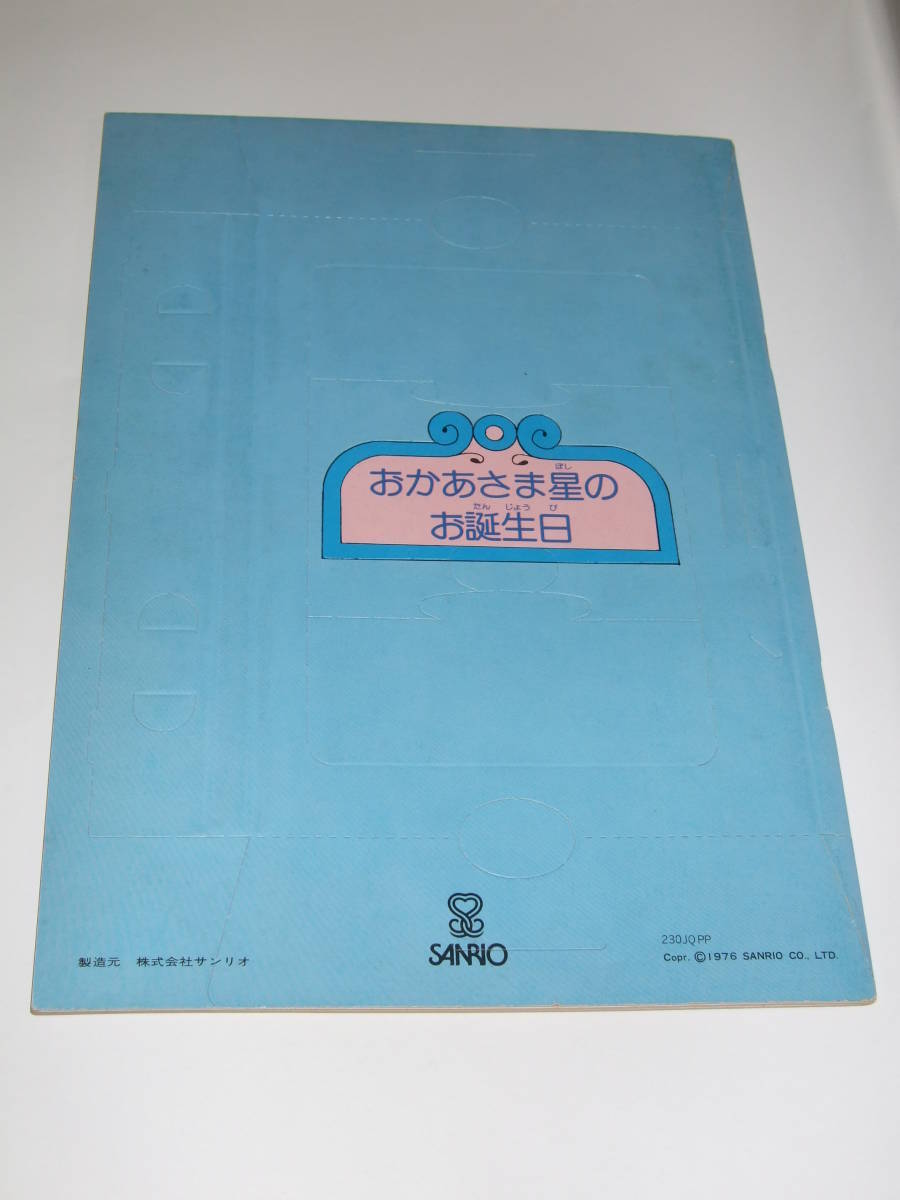 おかあさま星の
ぼし
お誕生日
たん じょう び
SANRIO
230JQPP
製造元 株式会社サンリオ
Copr. ©1976 SANRIO CO., LTD.